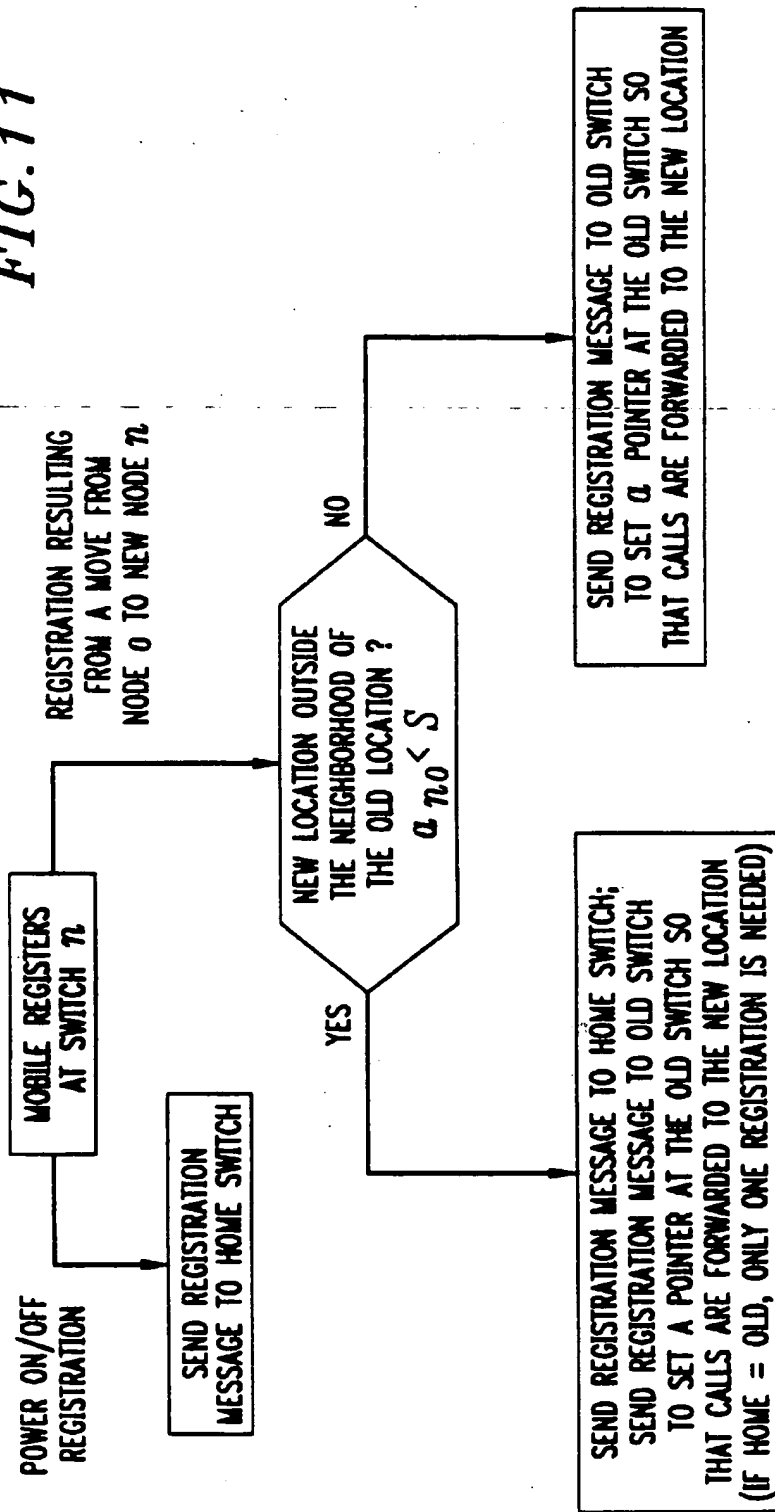 FIG. 11
MOBILE REGISTERS
AT SWITCH n
POWER ON/OFF
REGISTRATION
SEND REGISTRATION
MESSAGE TO HOME SWITCH
REGISTRATION RESULTING
FROM A MOVE FROM
NODE o TO NEW NODE n
NEW LOCATION OUTSIDE
THE NEIGHBORHOOD OF
THE OLD LOCATION ?
a no < S
YES
NO
SEND REGISTRATION MESSAGE TO HOME SWITCH;
SEND REGISTRATION MESSAGE TO OLD SWITCH
TO SET A POINTER AT THE OLD SWITCH SO
THAT CALLS ARE FORWARDED TO THE NEW LOCATION
(IF HOME = OLD, ONLY ONE REGISTRATION IS NEEDED)
SEND REGISTRATION MESSAGE TO OLD SWITCH
TO SET a POINTER AT THE OLD SWITCH SO
THAT CALLS ARE FORWARDED TO THE NEW LOCATION